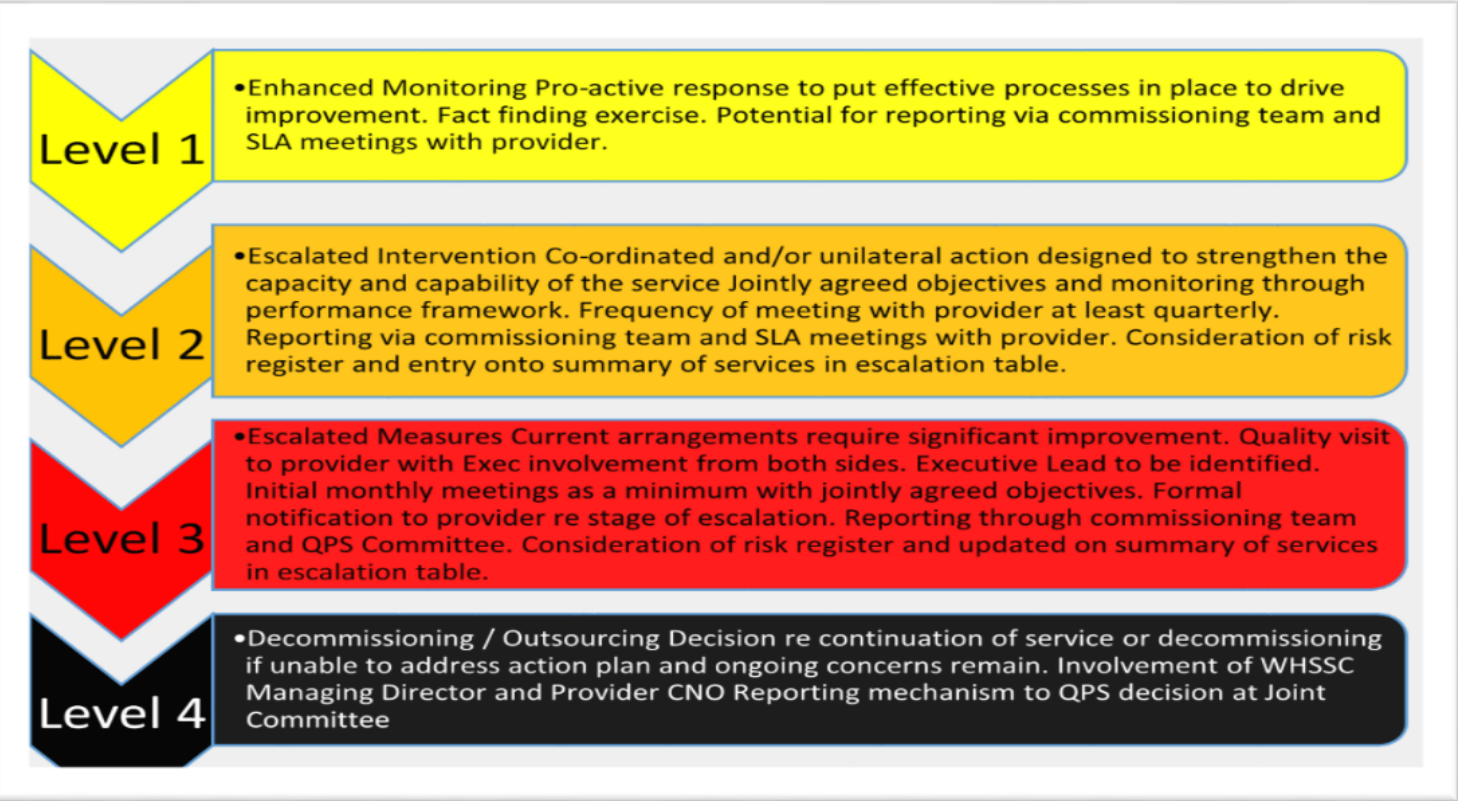 Level 1
•Enhanced Monitoring Pro-active response to put effective processes in place to drive
improvement. Fact finding exercise. Potential for reporting via commissioning team and
SLA meetings with provider.
Level 2
•Escalated Intervention Co-ordinated and/or unilateral action designed to strengthen the
capacity and capability of the service Jointly agreed objectives and monitoring through
performance framework. Frequency of meeting with provider at least quarterly.
Reporting via commissioning team and SLA meetings with provider. Consideration of risk
register and entry onto summary of services in escalation table.
Level 3
•Escalated Measures Current arrangements require significant improvement. Quality visit
to provider with Exec involvement from both sides. Executive Lead to be identified.
Initial monthly meetings as a minimum with jointly agreed objectives. Formal
notification to provider re stage of escalation. Reporting through commissioning team
and QPS Committee. Consideration of risk register and updated on summary of services
in escalation table.
Level 4
•Decommissioning / Outsourcing Decision re continuation of service or decommissioning
if unable to address action plan and ongoing concerns remain. Involvement of WHSSC
Managing Director and Provider CNO Reporting mechanism to QPS decision at Joint
Committee